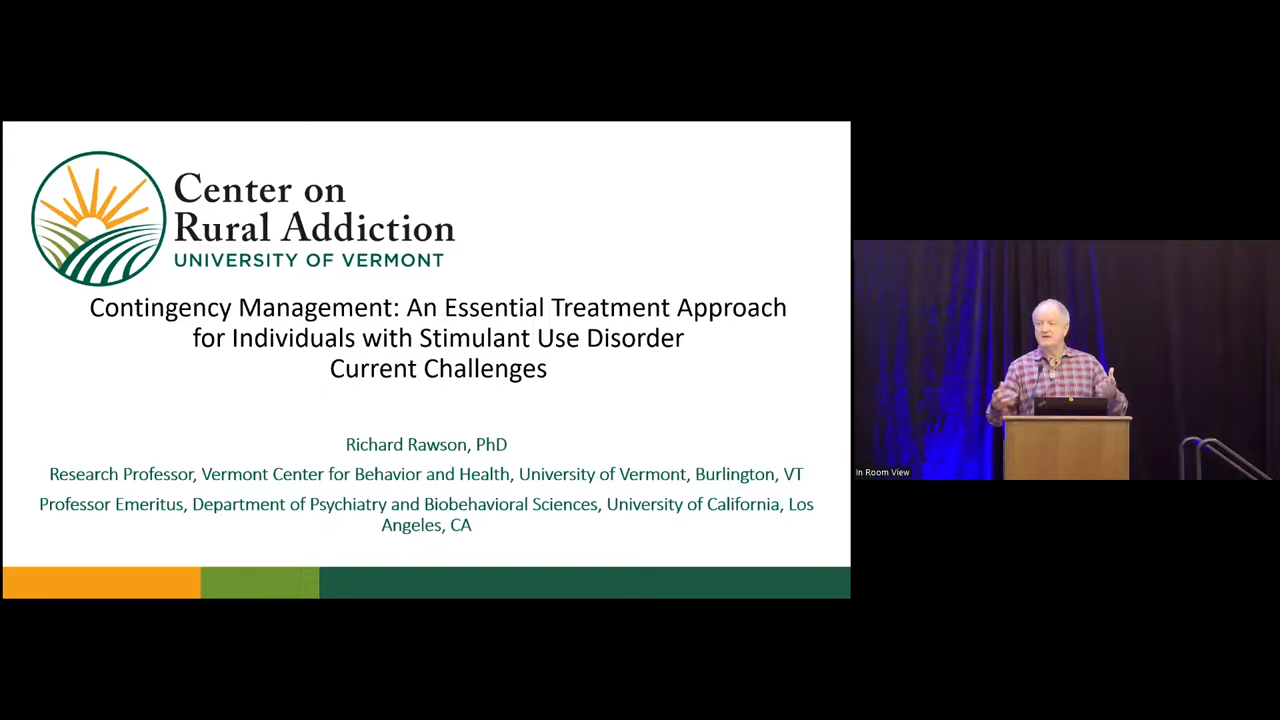 Center on
Rural Addiction
UNIVERSITY OF VERMONT
Contingency Management: An Essential Treatment Approach
for Individuals with Stimulant Use Disorder
Current Challenges
Richard Rawson, PhD
Research Professor, Vermont Center for Behavior and Health, University of Vermont, Burlington, VT
Professor Emeritus, Department of Psychiatry and Biobehavioral Sciences, University of California, Los
Angeles, CA
In Room View